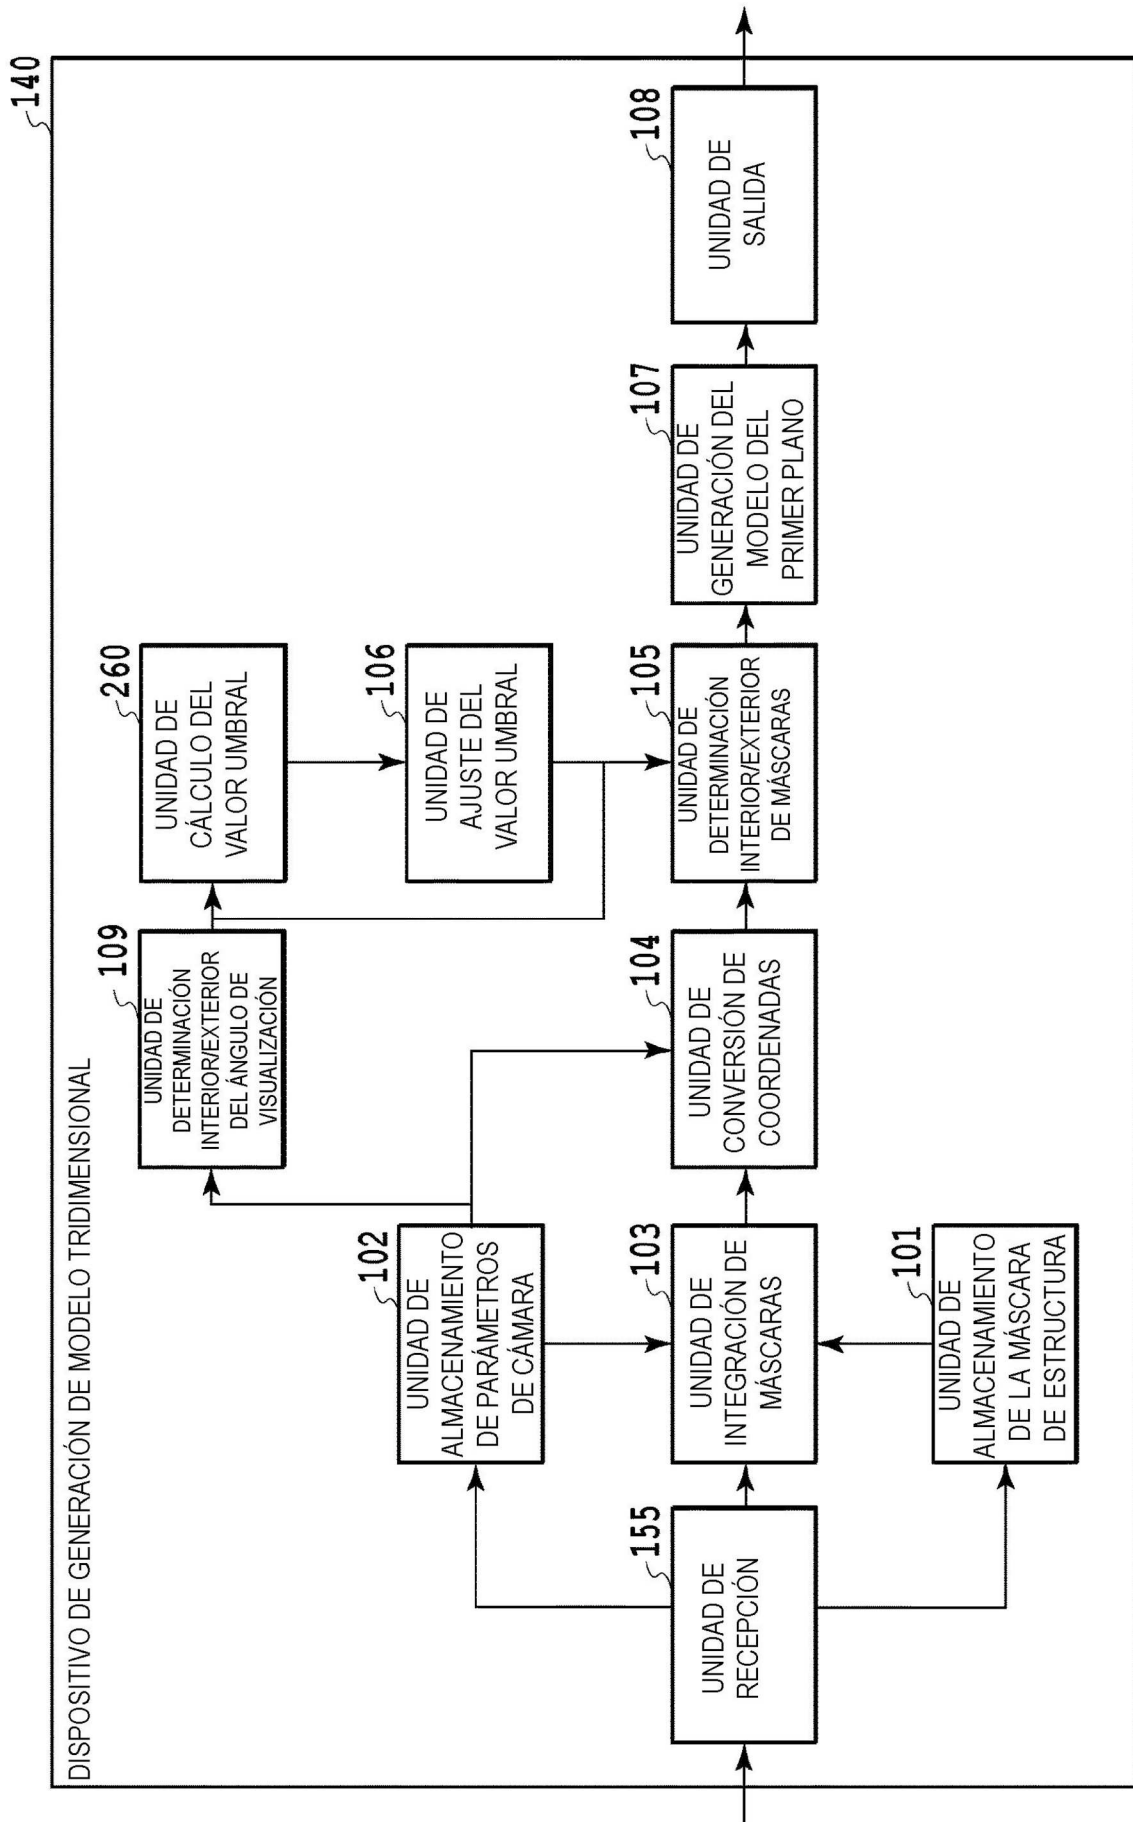 140
DISPOSITIVO DE GENERACIÓN DE MODELO TRIDIMENSIONAL
109
UNIDAD DE
DETERMINACIÓN
INTERIOR/EXTERIOR
DEL ÁNGULO DE
VISUALIZACIÓN
260
UNIDAD DE
CÁLCULO DEL
VALOR UMBRAL
102
UNIDAD DE
ALMACENAMIENTO
DE PARÁMETROS
DE CÁMARA
106
UNIDAD DE
AJUSTE DEL
VALOR UMBRAL
155
UNIDAD DE
RECEPCIÓN
103
UNIDAD DE
INTEGRACIÓN DE
MÁSCARAS
104
UNIDAD DE
CONVERSIÓN DE
COORDENADAS
105
UNIDAD DE
DETERMINACIÓN
INTERIOR/EXTERIOR
DE MÁSCARAS
107
UNIDAD DE
GENERACIÓN DEL
MODELO DEL
PRIMER PLANO
108
UNIDAD DE
SALIDA
101
UNIDAD DE
ALMACENAMIENTO
DE LA MÁSCARA
DE ESTRUCTURA